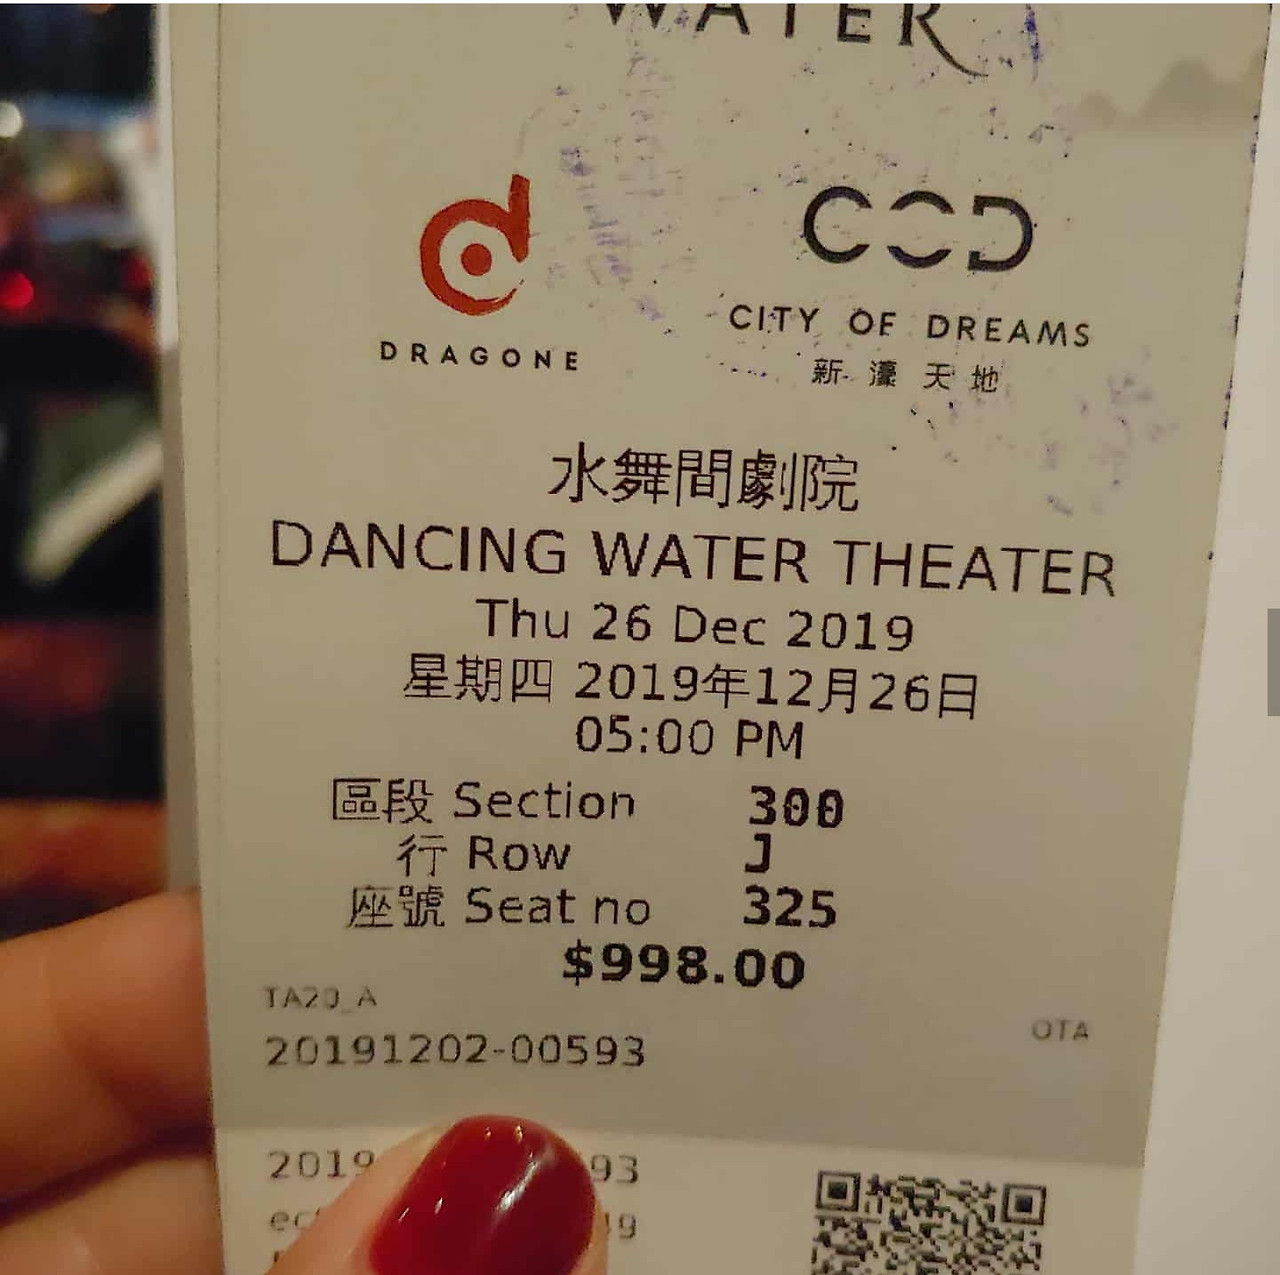 WATER
DRAGONE
COD
CITY OF DREAMS
新濠天地
水舞間劇院
DANCING WATER THEATER
Thu 26 Dec 2019
星期四 2019年12月26日
05:00 PM
區段 Section 300
行 Row J
座號 Seat no 325
$998.00
TA20_A
OTA
20191202-00593